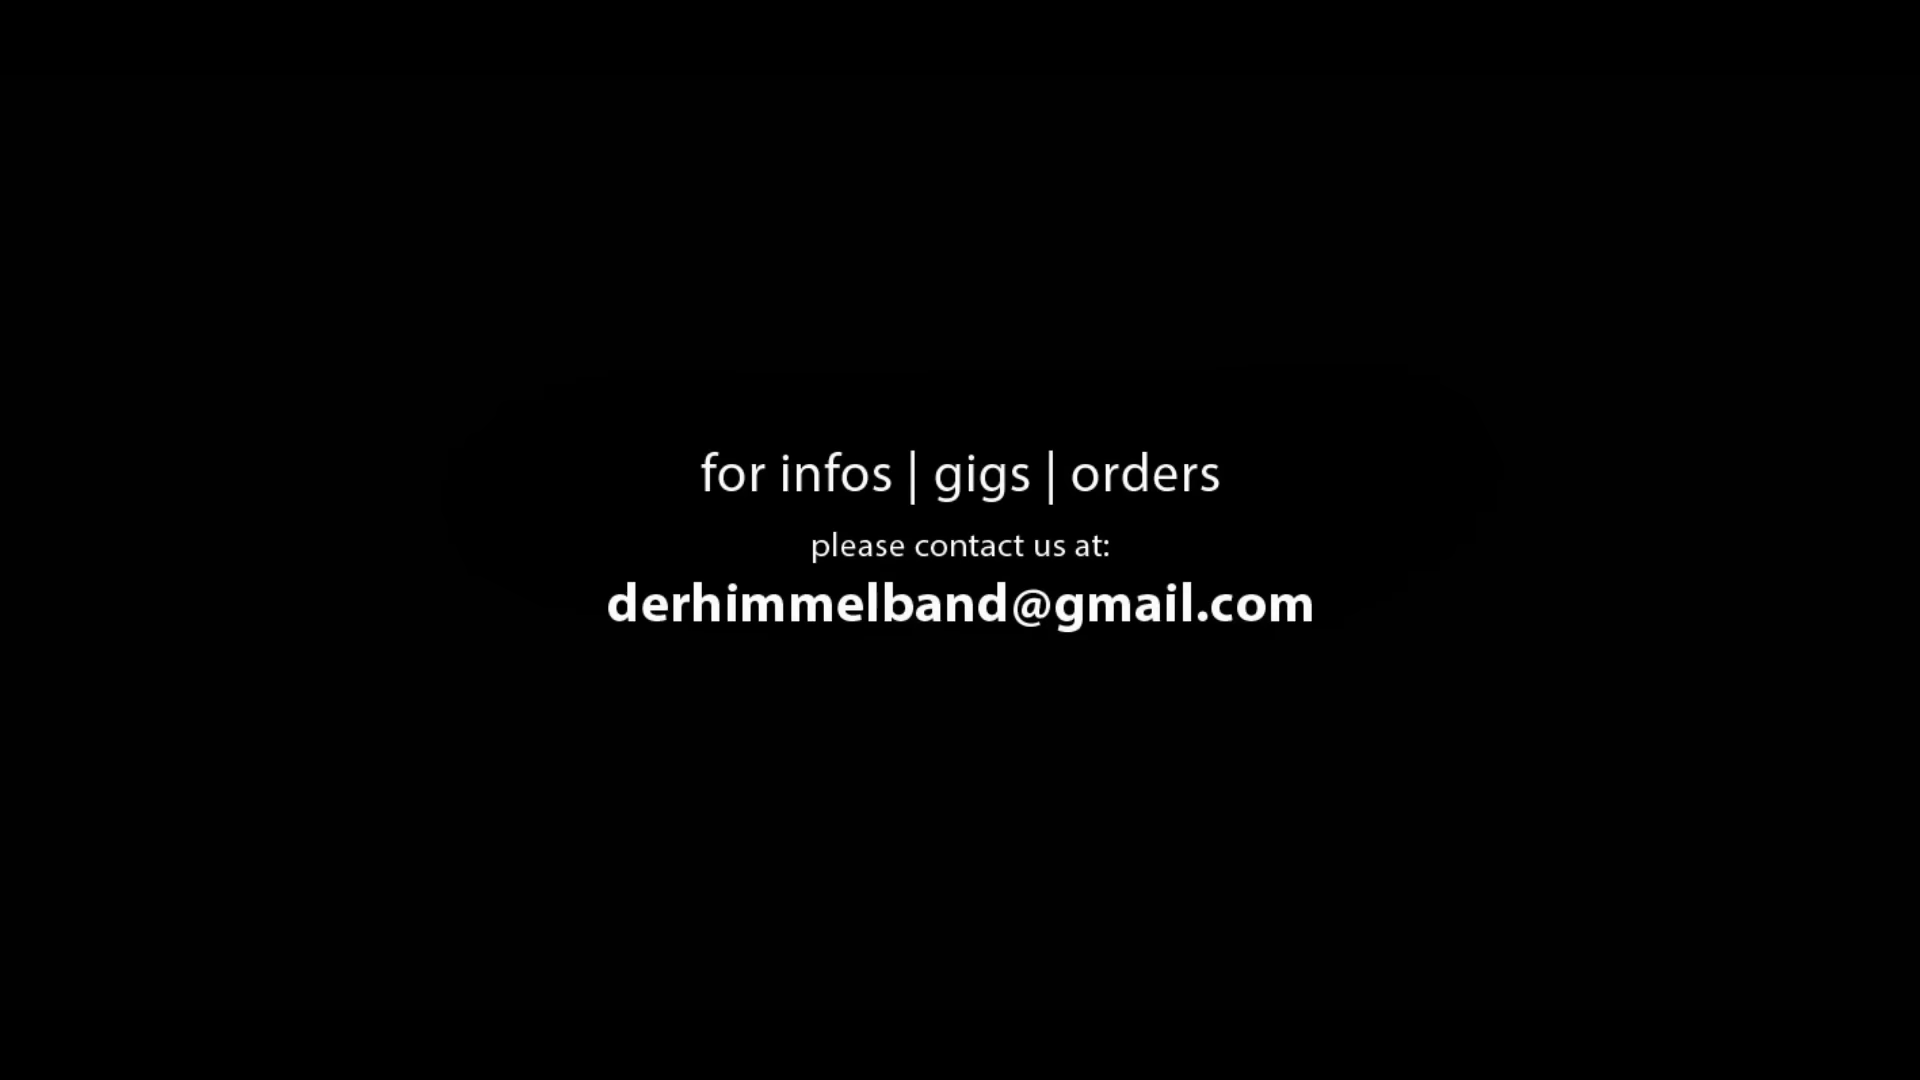 for infos | gigs | orders
please contact us at:
derhimmelband@gmail.com